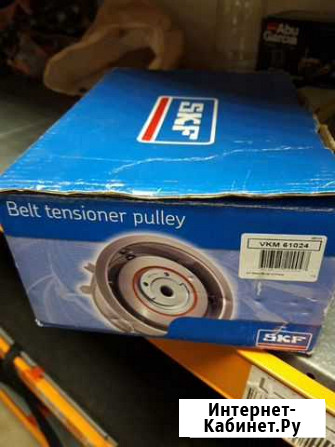 Abu
Garcia
SKF
Belt tensioner pulley
VKM 61024
SKF
Интернет-
Кабинет.Ру